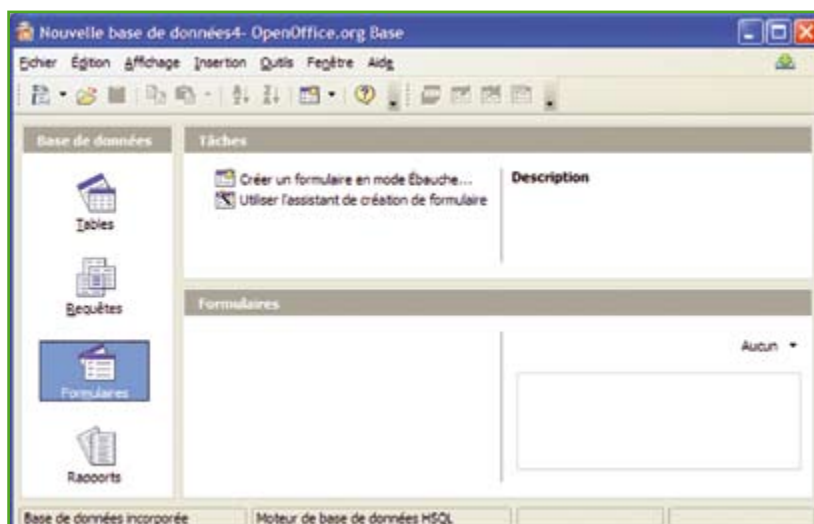 Nouvelle base de données4- OpenOffice.org Base
Fichier Édition Affichage Insertion Outils Fenêtre Aide
Base de données
Tâches
Tables
Requêtes
Formulaires
Rapports
Créer un formulaire en mode Ébauche...
Utiliser l'assistant de création de formulaire
Description
Formulaires
Aucun
Base de données incorporée
Moteur de base de données HSQL